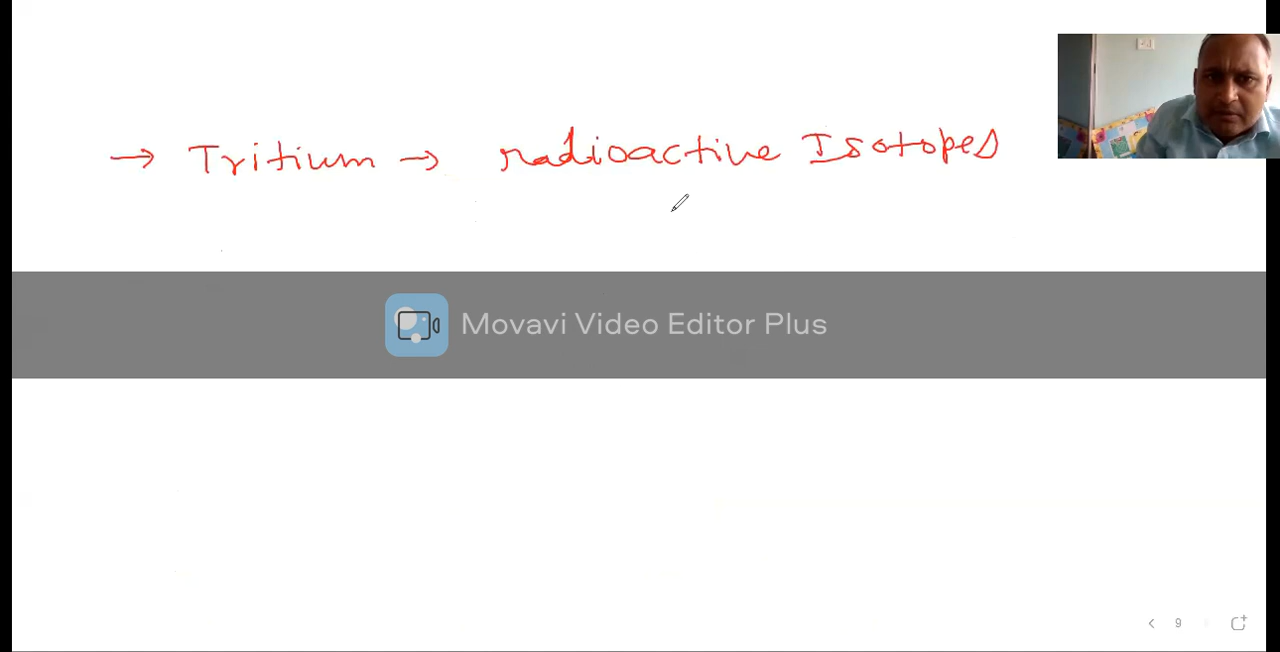 → Tritium → radioactive Isotopes
Movavi Video Editor Plus
9